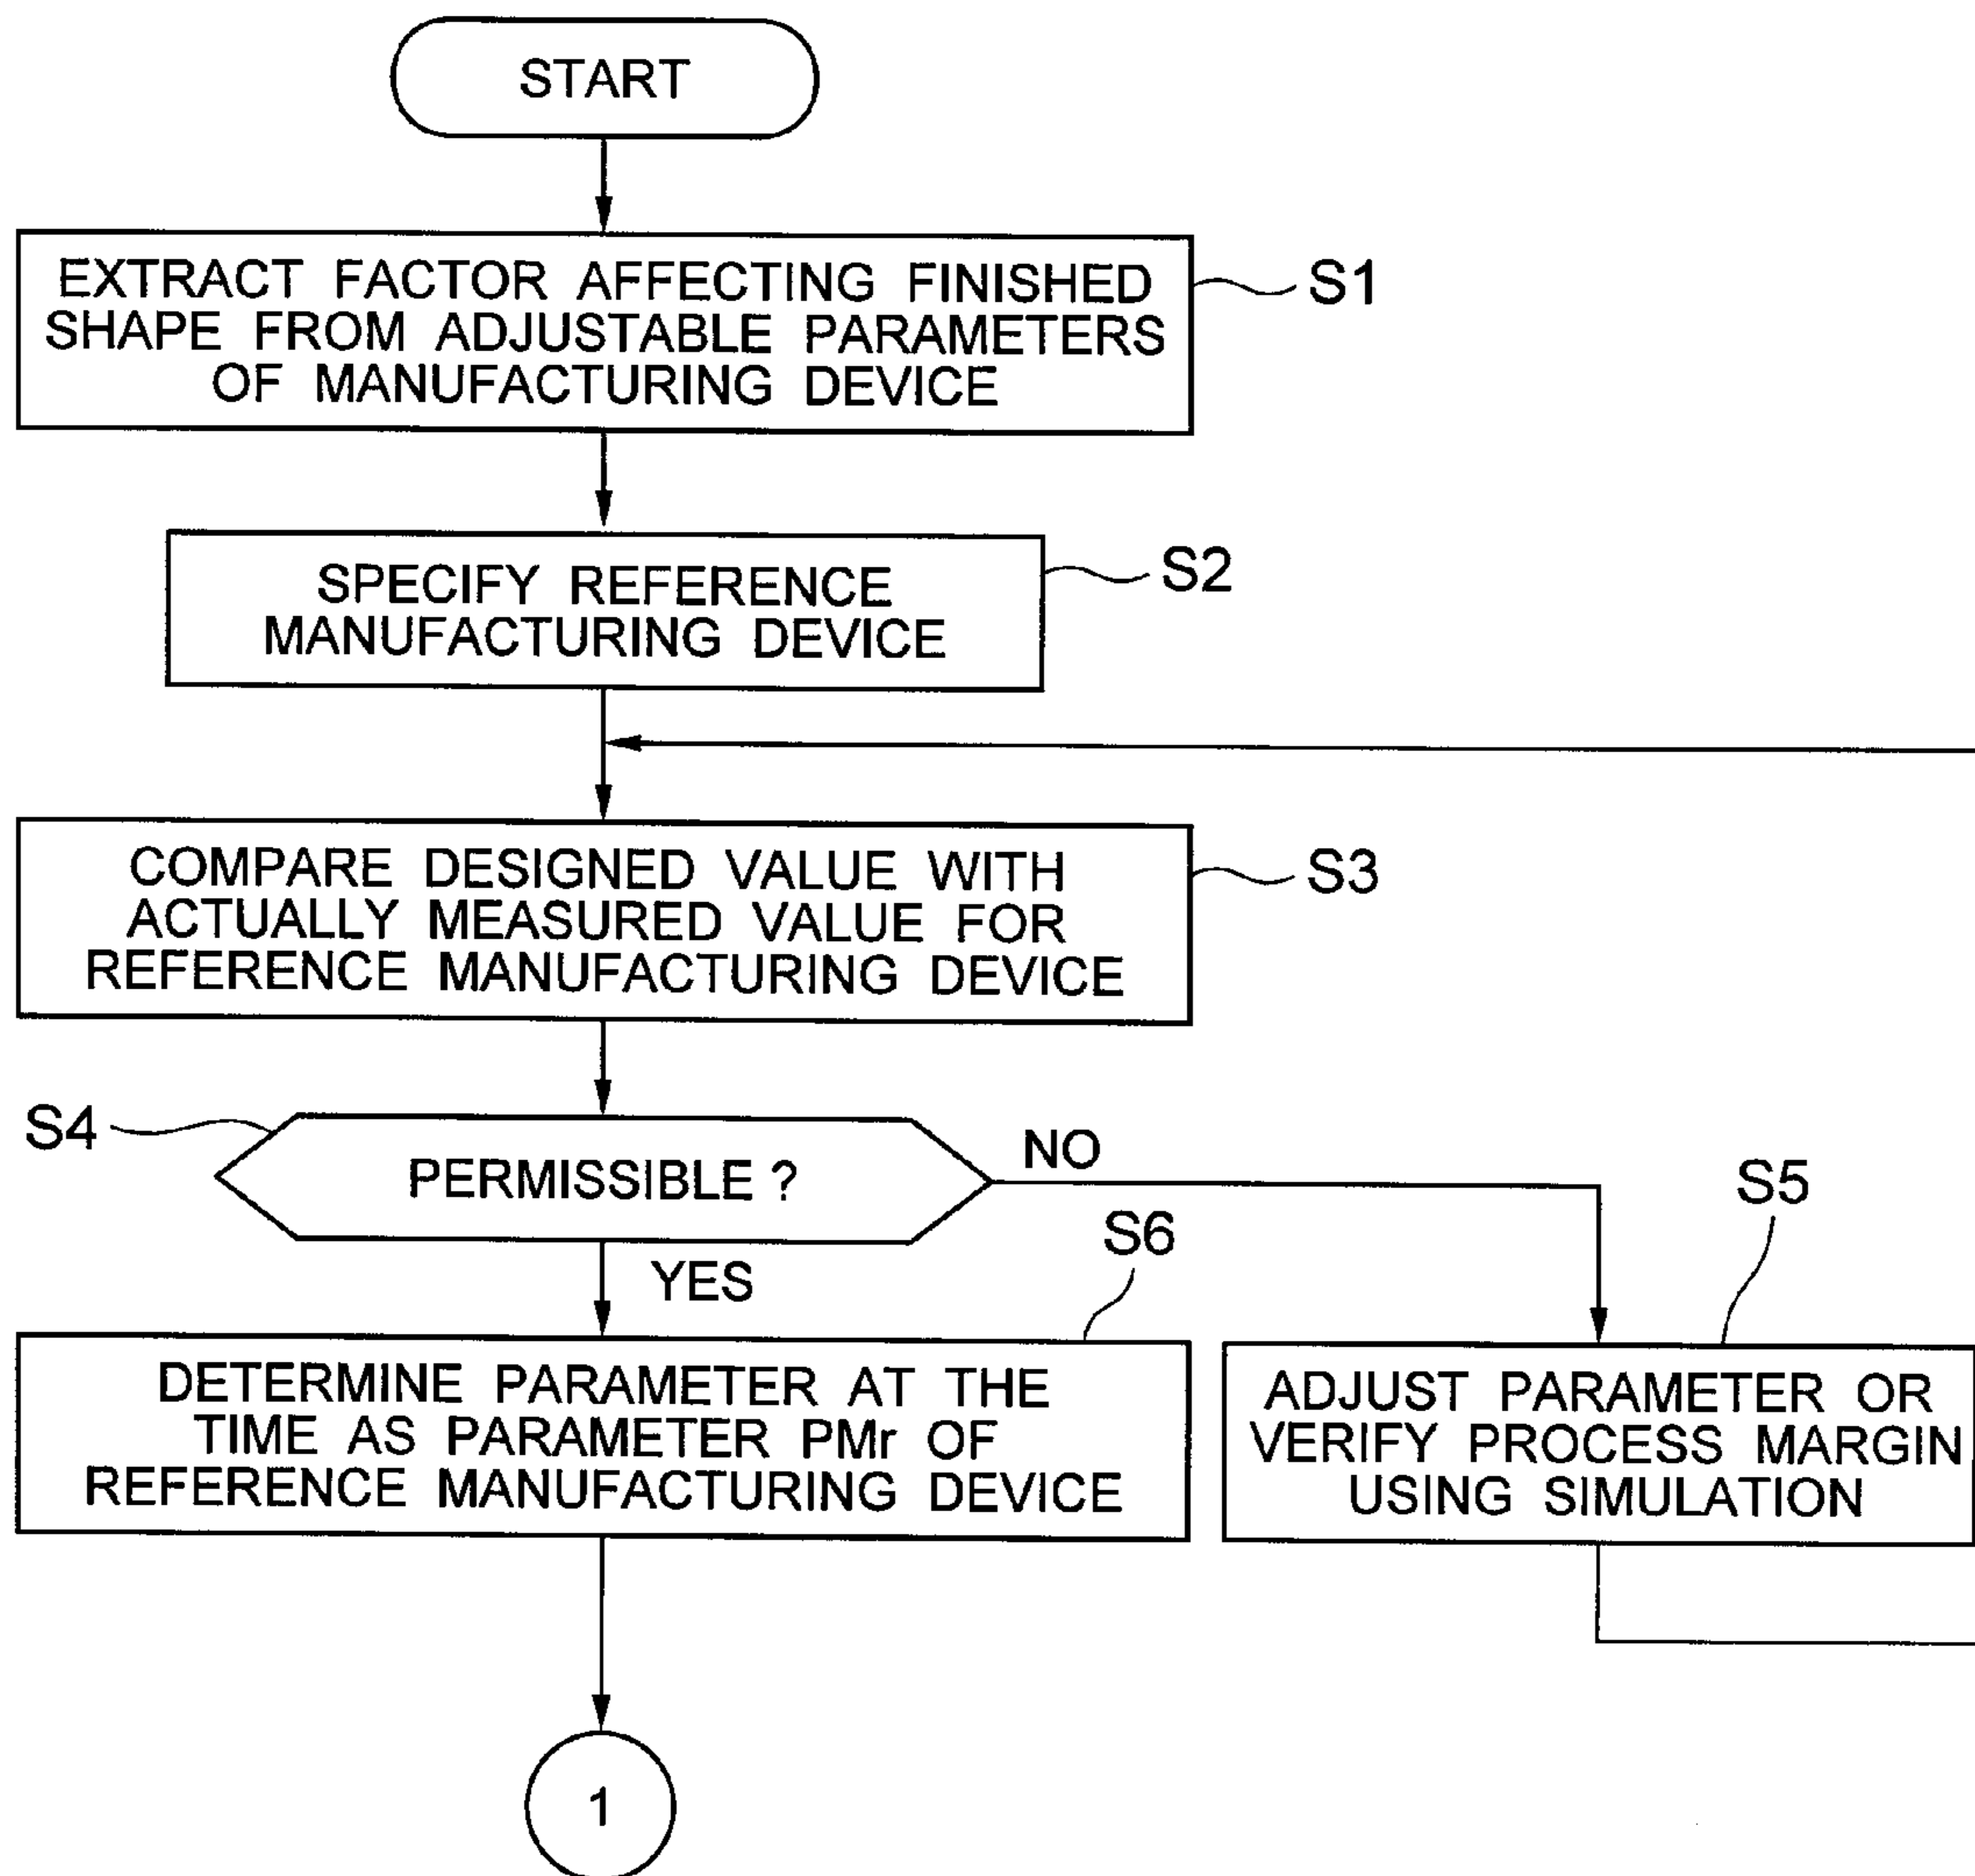 START
EXTRACT FACTOR AFFECTING FINISHED
SHAPE FROM ADJUSTABLE PARAMETERS
OF MANUFACTURING DEVICE
S1
SPECIFY REFERENCE
MANUFACTURING DEVICE
S2
COMPARE DESIGNED VALUE WITH
ACTUALLY MEASURED VALUE FOR
REFERENCE MANUFACTURING DEVICE
S3
S4
PERMISSIBLE ?
NO
YES
S6
S5
DETERMINE PARAMETER AT THE
TIME AS PARAMETER PMr OF
REFERENCE MANUFACTURING DEVICE
ADJUST PARAMETER OR
VERIFY PROCESS MARGIN
USING SIMULATION
1